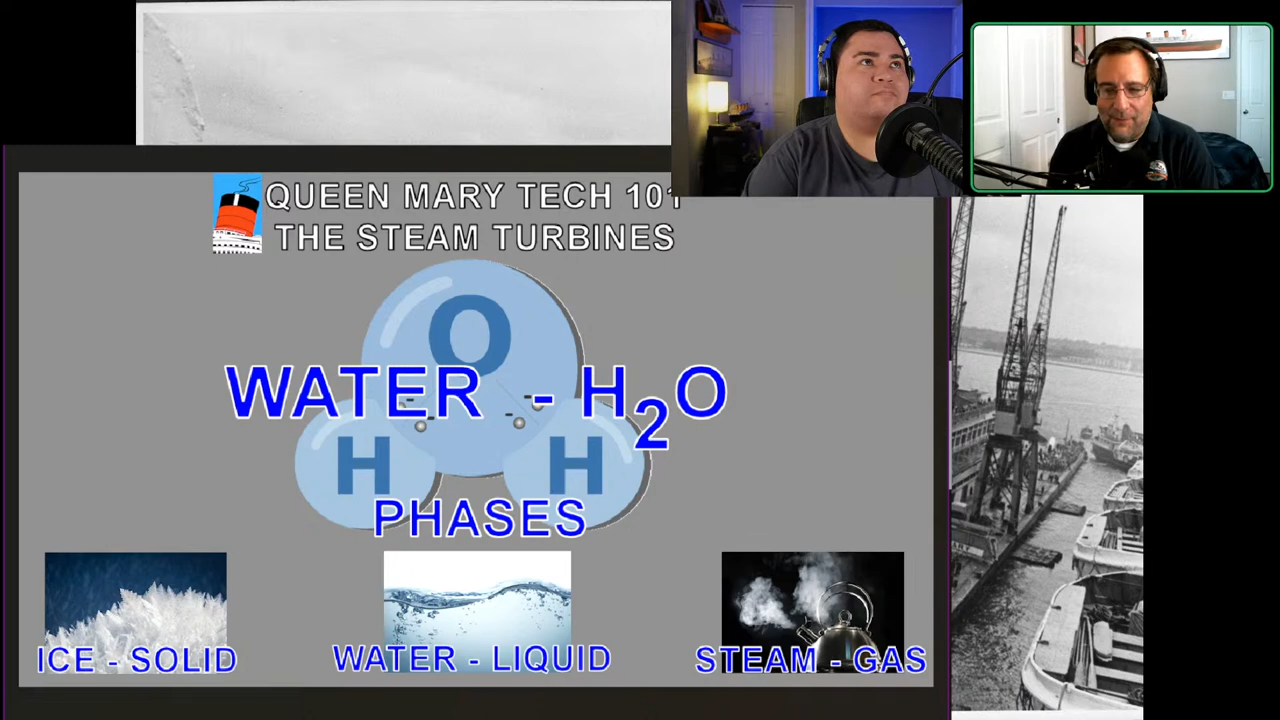 QUEEN MARY TECH 101
THE STEAM TURBINES
O
WATER - H2O
H H
PHASES
ICE - SOLID
WATER - LIQUID
STEAM - GAS